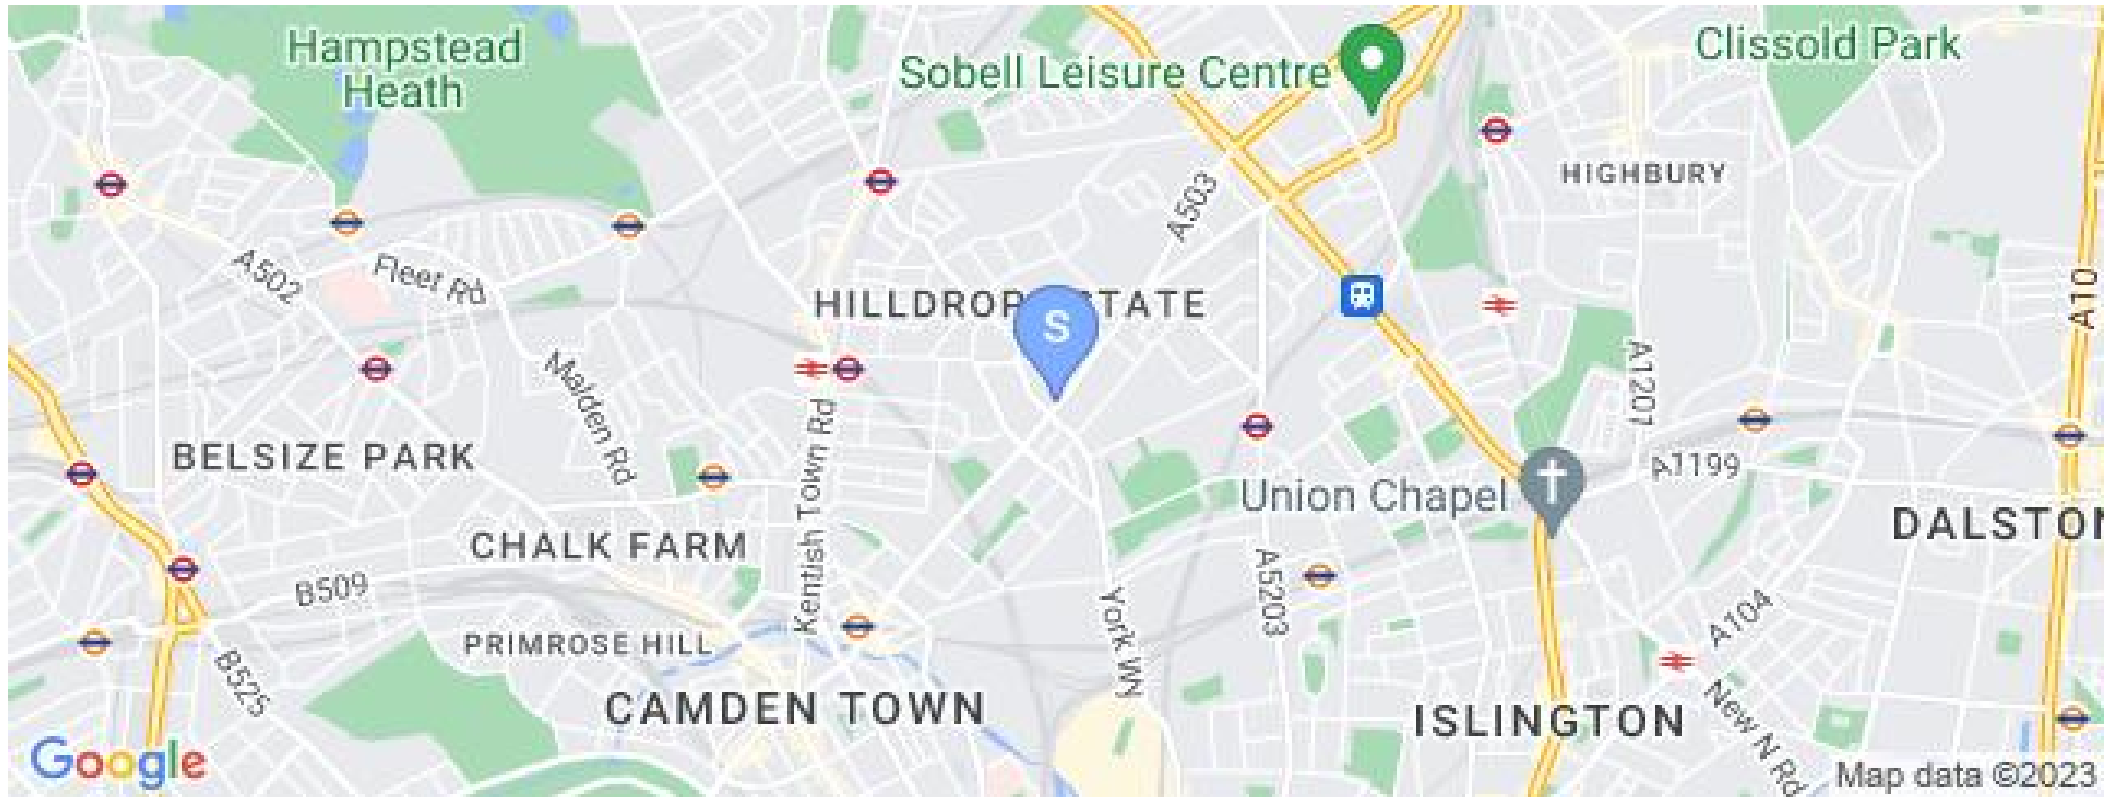 Hampstead
Heath
Sobell Leisure Centre
Clissold Park
HIGHBURY
A503
A502
Fleet Rd
HILLDROP
STATE
S
A10
Malden Rd
A1207
BELSIZE PARK
Kentish Town Rd
A1199
Union Chapel
CHALK FARM
DALSTON
B509
A5203
York Wy
A104
PRIMROSE HILL
B525
CAMDEN TOWN
ISLINGTON
New N Rd
Google
Map data ©2023